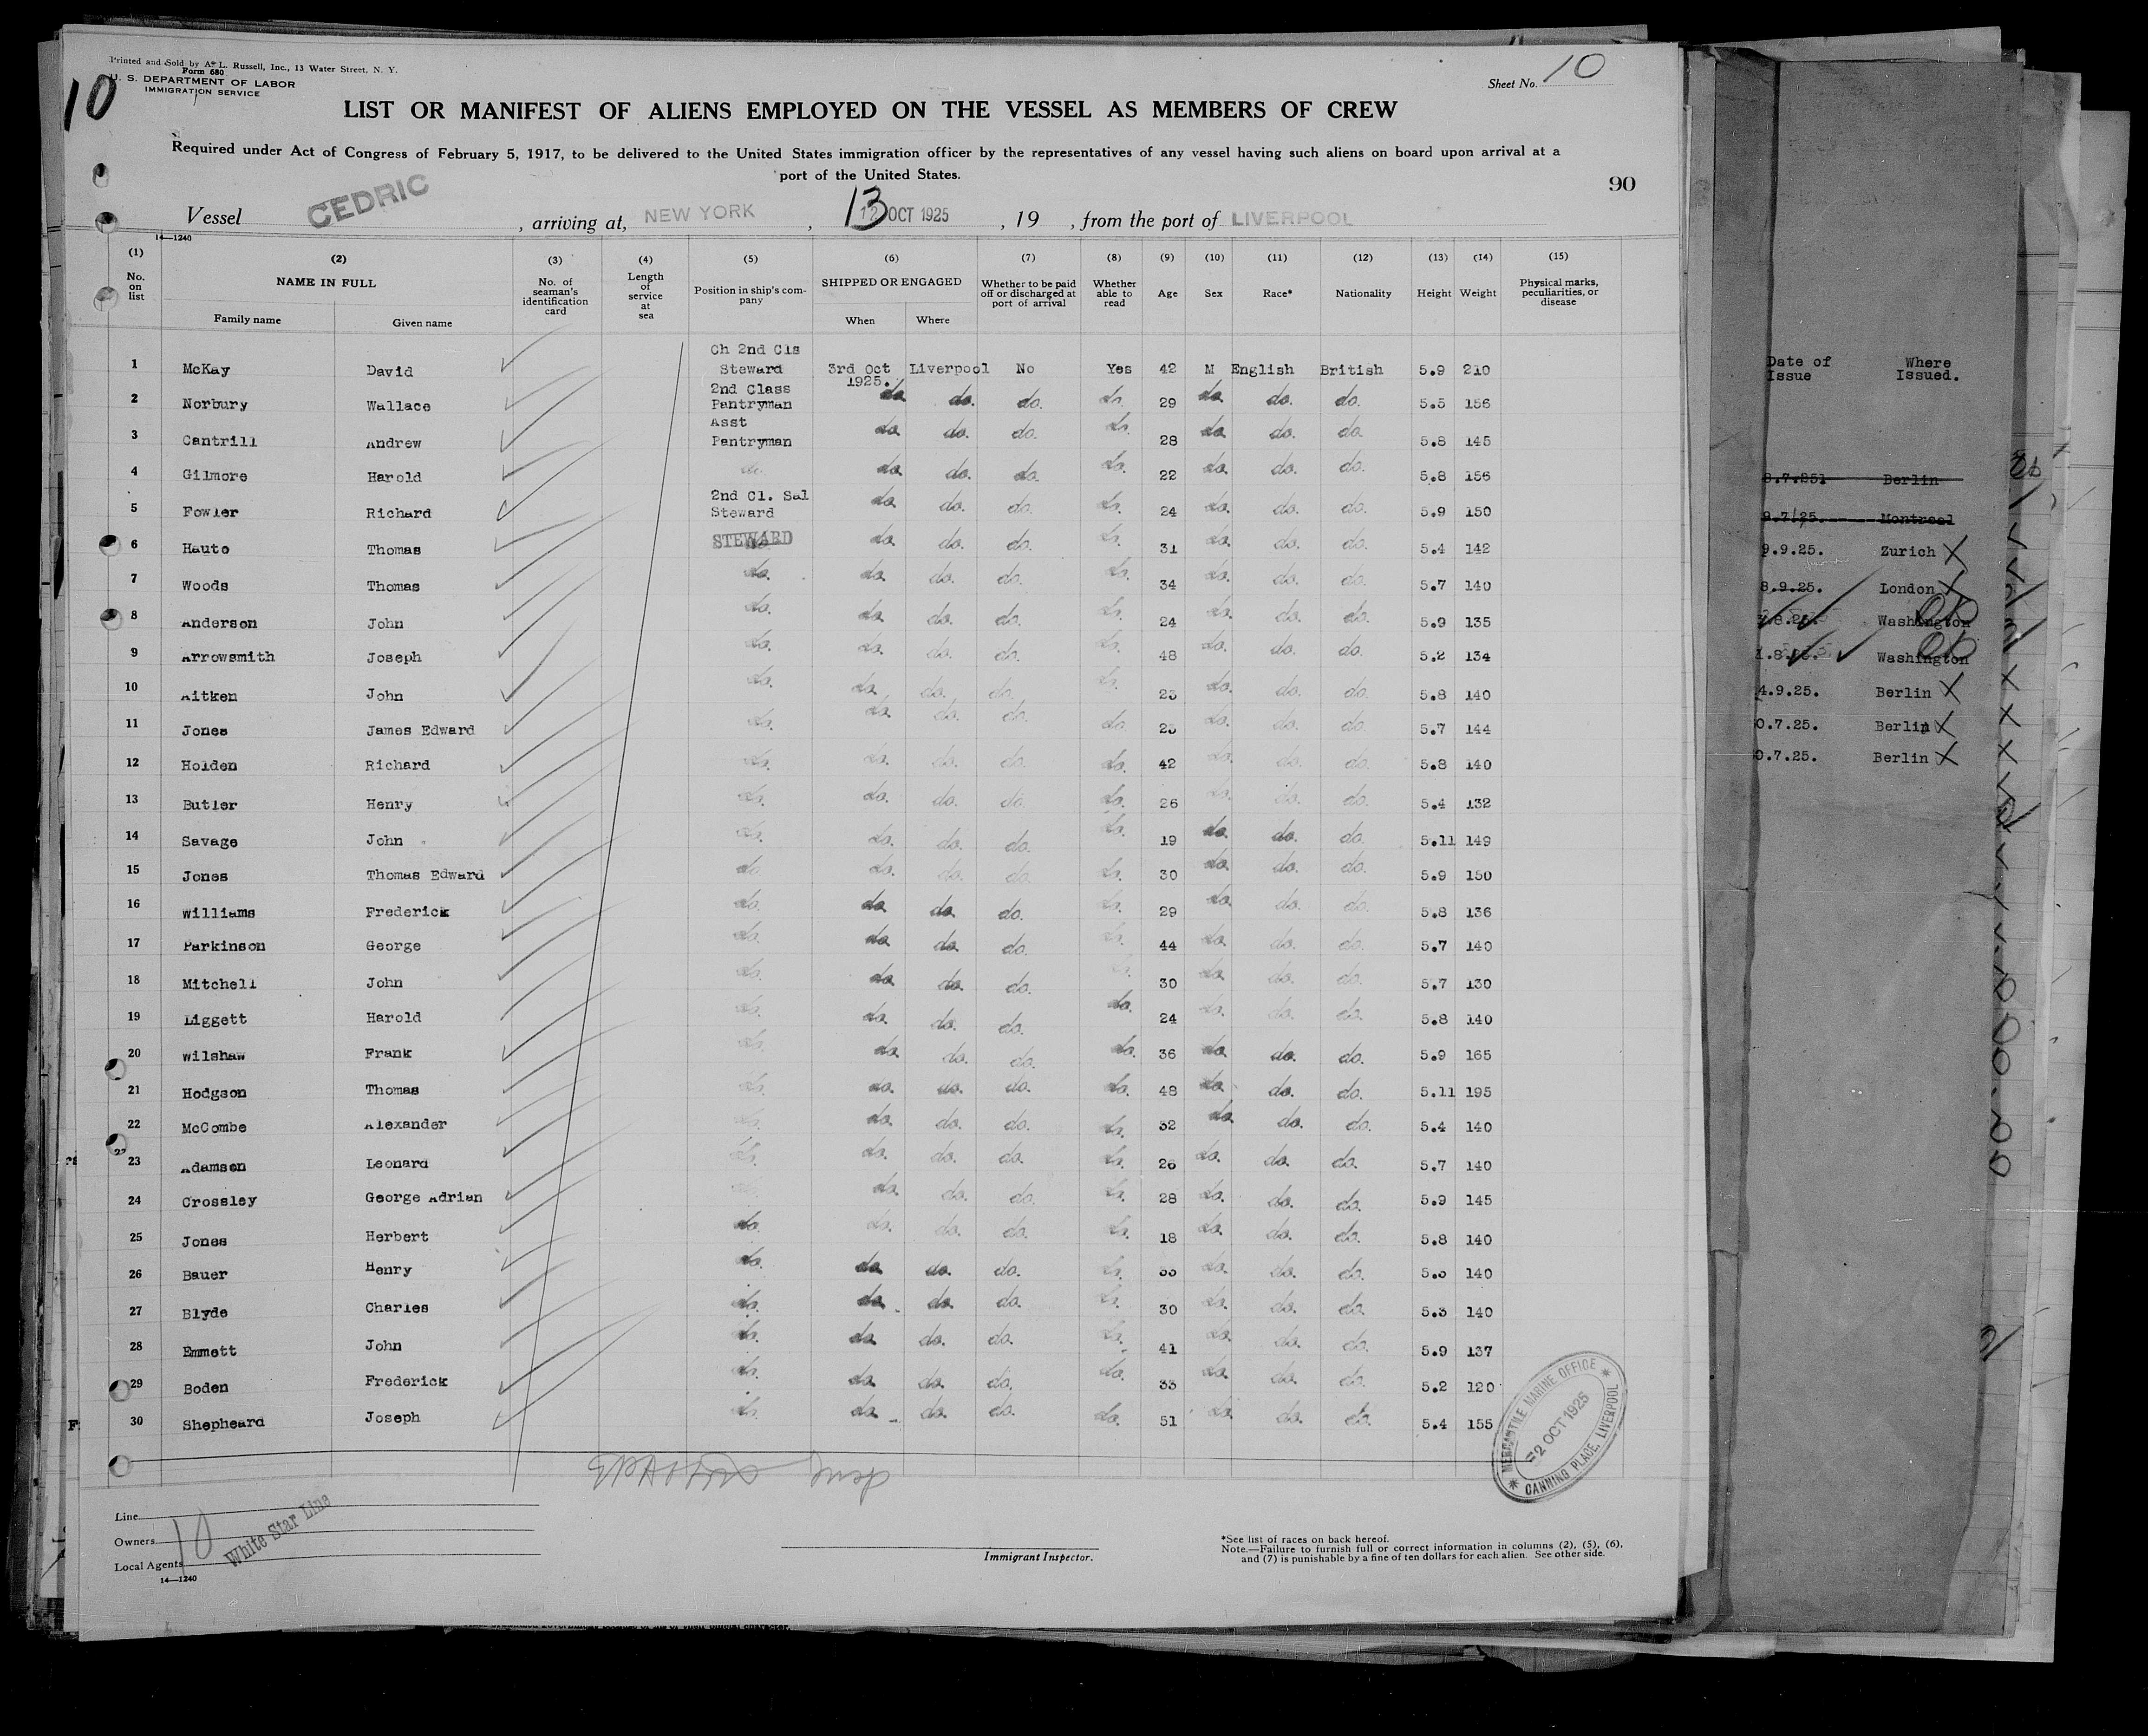 Printed and Sold by A. L. Russell, Inc., 13 Water Street, N. Y.
Form 680
U. S. DEPARTMENT OF LABOR
IMMIGRATION SERVICE
10
Sheet No. 10
LIST OR MANIFEST OF ALIENS EMPLOYED ON THE VESSEL AS MEMBERS OF CREW
Required under Act of Congress of February 5, 1917, to be delivered to the United States immigration officer by the representatives of any vessel having such aliens on board upon arrival at a
port of the United States.
90
Vessel CEDRIC, arriving at, NEW YORK, 13 OCT 1925, 19 , from the port of LIVERPOOL
14—1240
(1) (2) (3) (4) (5) (6) (7) (8) (9) (10) (11) (12) (13) (14) (15)
No. on list NAME IN FULL Family name Given name No. of seaman's identification card Length of service at sea Position in ship's company SHIPPED OR ENGAGED When Where Whether to be paid off or discharged at port of arrival Whether able to read Age Sex Race* Nationality Height Weight Physical marks, peculiarities, or disease
1 McKay David Ch 2nd Cls Steward 3rd Oct 1925. Liverpool No Yes 42 M English British 5.9 210
2 Norbury Wallace 2nd Class Pantryman do. do. do. do. 29 do. do. do. 5.5 156
3 Cantrill Andrew Asst Pantryman do. do. do. do. 28 do. do. do. 5.8 145
4 Gilmore Harold do. do. do. do. do. 22 do. do. do. 5.8 156
5 Fowler Richard 2nd Cl. Sal Steward do. do. do. do. 24 do. do. do. 5.9 150
6 Hauto Thomas STEWARD do. do. do. do. 31 do. do. do. 5.4 142
7 Woods Thomas do. do. do. do. do. 34 do. do. do. 5.7 140
8 Anderson John do. do. do. do. do. 24 do. do. do. 5.9 135
9 Arrowsmith Joseph do. do. do. do. do. 48 do. do. do. 5.2 134
10 Aitken John do. do. do. do. do. do. do. do. 5.8 140
11 Jones James Edward do. do. do. do. do. do. do. do. 5.7 144
12 Holden Richard do. do. do. do. do. 42 do. do. do. 5.8 140
13 Butler Henry do. do. do. do. do. 26 do. do. do. 5.4 132
14 Savage John do. do. do. do. do. 19 do. do. do. 5.11 149
15 Jones Thomas Edward do. do. do. do. do. 30 do. do. do. 5.9 150
16 Williams Frederick do. do. do. do. do. 29 do. do. do. 5.8 136
17 Parkinson George do. do. do. do. do. 44 do. do. do. 5.7 140
18 Mitchell John do. do. do. do. do. 30 do. do. do. 5.7 130
19 Liggett Harold do. do. do. do. do. 24 do. do. do. 5.8 140
20 Wilshaw Frank do. do. do. do. do. 36 do. do. do. 5.9 165
21 Hodgson Thomas do. do. do. do. do. 48 do. do. do. 5.11 195
22 McCombe Alexander do. do. do. do. do. 32 do. do. do. 5.4 140
23 Adamson Leonard do. do. do. do. do. 26 do. do. do. 5.7 140
24 Crossley George Adrian do. do. do. do. do. 28 do. do. do. 5.9 145
25 Jones Herbert do. do. do. do. do. 18 do. do. do. 5.8 140
26 Bauer Henry do. do. do. do. do. do. do. do. 140
27 Blyde Charles do. do. do. do. do. 30 do. do. do. 5.3 140
28 Emmett John do. do. do. do. do. 41 do. do. do. 5.9 137
29 Boden Frederick do. do. do. do. do. 33 do. do. do. 5.2 120
30 Shepheard Joseph do. do. do. do. do. 51 do. do. do. 5.4 155
MERCANTILE MARINE OFFICE
2 OCT 1925
CANNING PLACE, LIVERPOOL
Line
Owners
Local Agents
10
White Star Line
14—1240
Immigrant Inspector.
*See list of races on back hereof.
Note.—Failure to furnish full or correct information in columns (2), (5), (6),
and (7) is punishable by a fine of ten dollars for each alien. See other side.
Date of Issue Where Issued.
Berlin
Montreal
9.9.25. Zurich X
8.9.25. London X
Washington
Washington
4.9.25. Berlin X
0.7.25. Berlin X
0.7.25. Berlin X